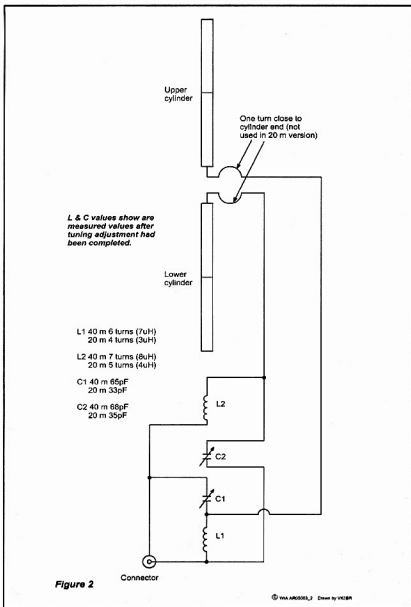 Upper
cylinder
One turn close to
cylinder end (not
used in 20 m version)
L & C values show are
measured values after
tuning adjustment had
been completed.
Lower
cylinder
L1 40 m 6 turns (7uH)
20 m 4 turns (3uH)
L2 40 m 7 turns (8uH)
20 m 5 turns (4uH)
C1 40 m 65pF
20 m 33pF
C2 40 m 68pF
20 m 35pF
L2
C2
C1
L1
Figure 2
Connector
© WIA Drawn by VK3BR